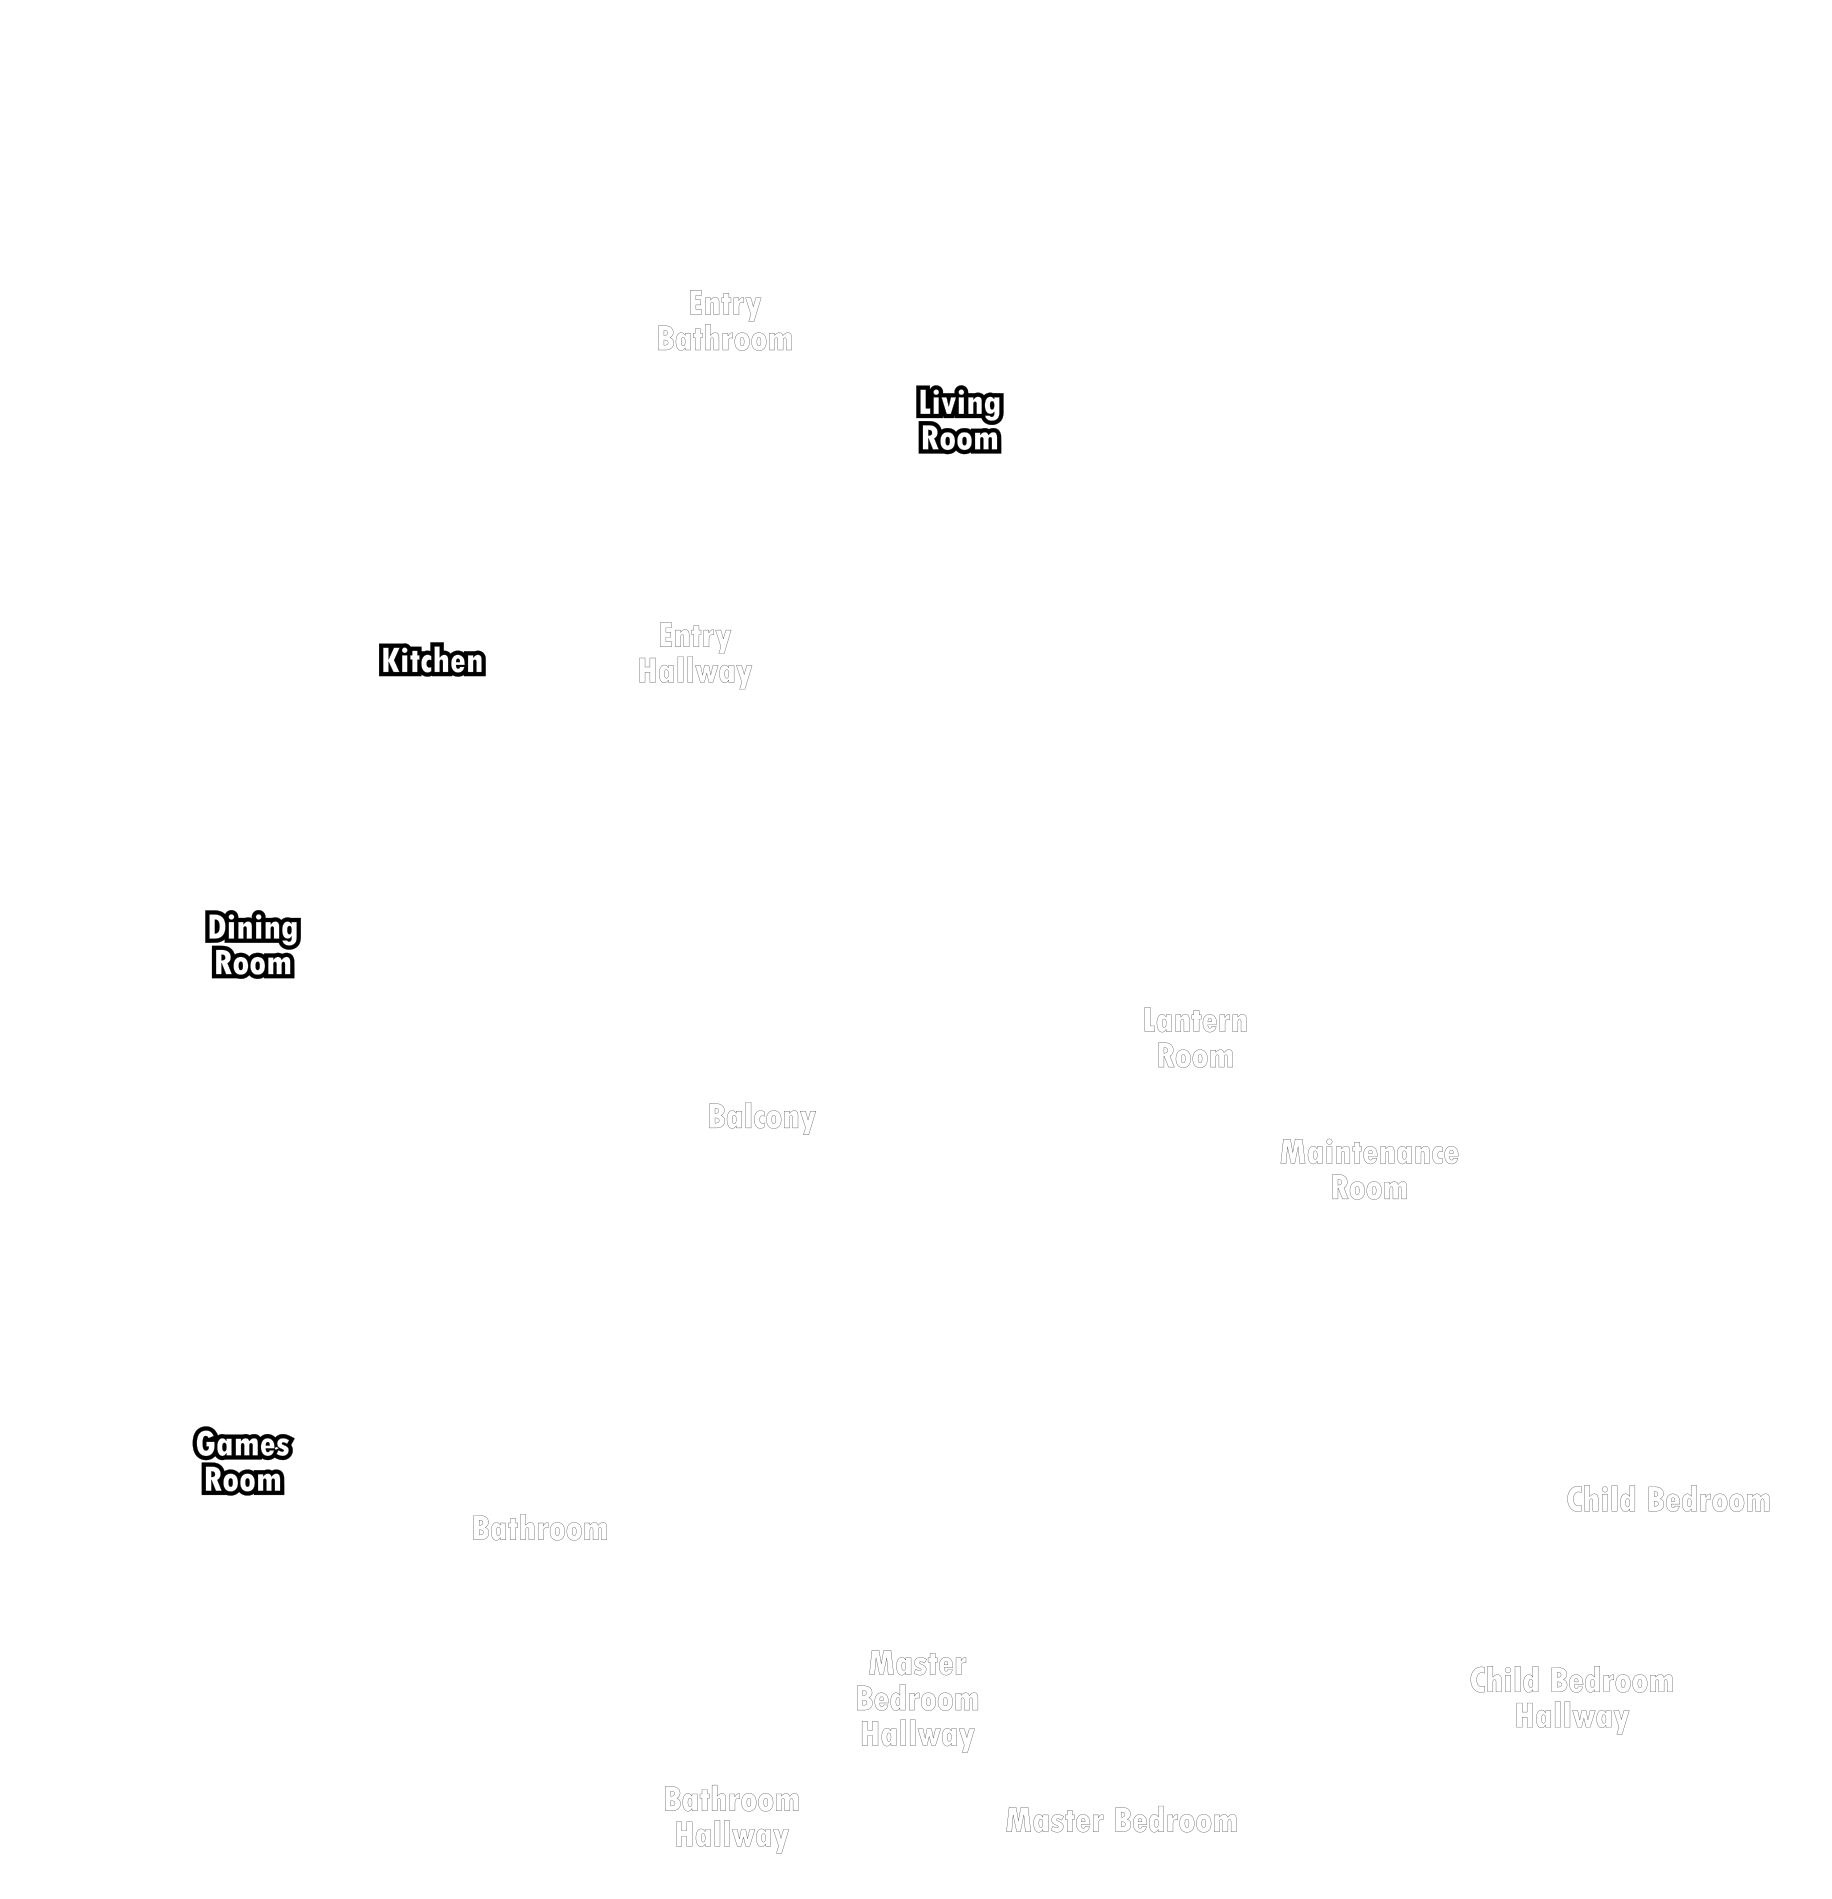 Entry
Bathroom
Living
Room
Kitchen
Entry
Hallway
Dining
Room
Lantern
Room
Balcony
Maintenance
Room
Games
Room
Child Bedroom
Bathroom
Master
Bedroom
Hallway
Child Bedroom
Hallway
Bathroom
Hallway
Master Bedroom